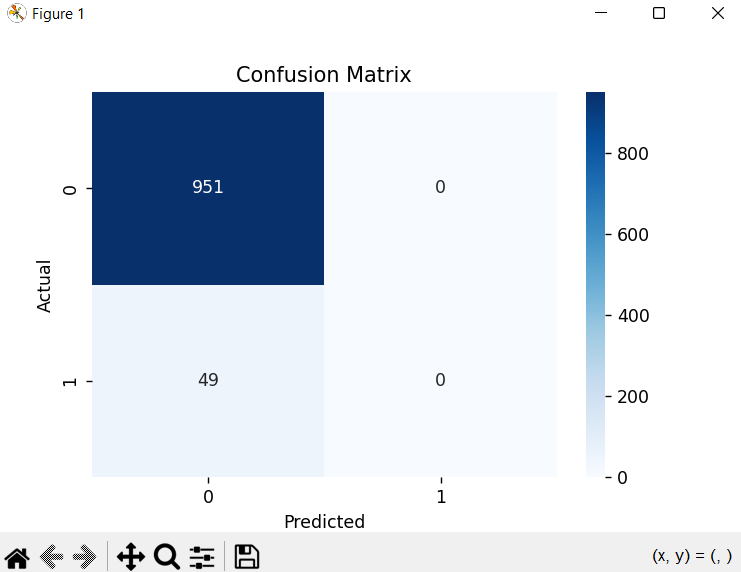 Figure 1
Confusion Matrix
951 0
49 0
0
1
Actual
0 1
Predicted
800
600
400
200
0
(x, y) = (, )